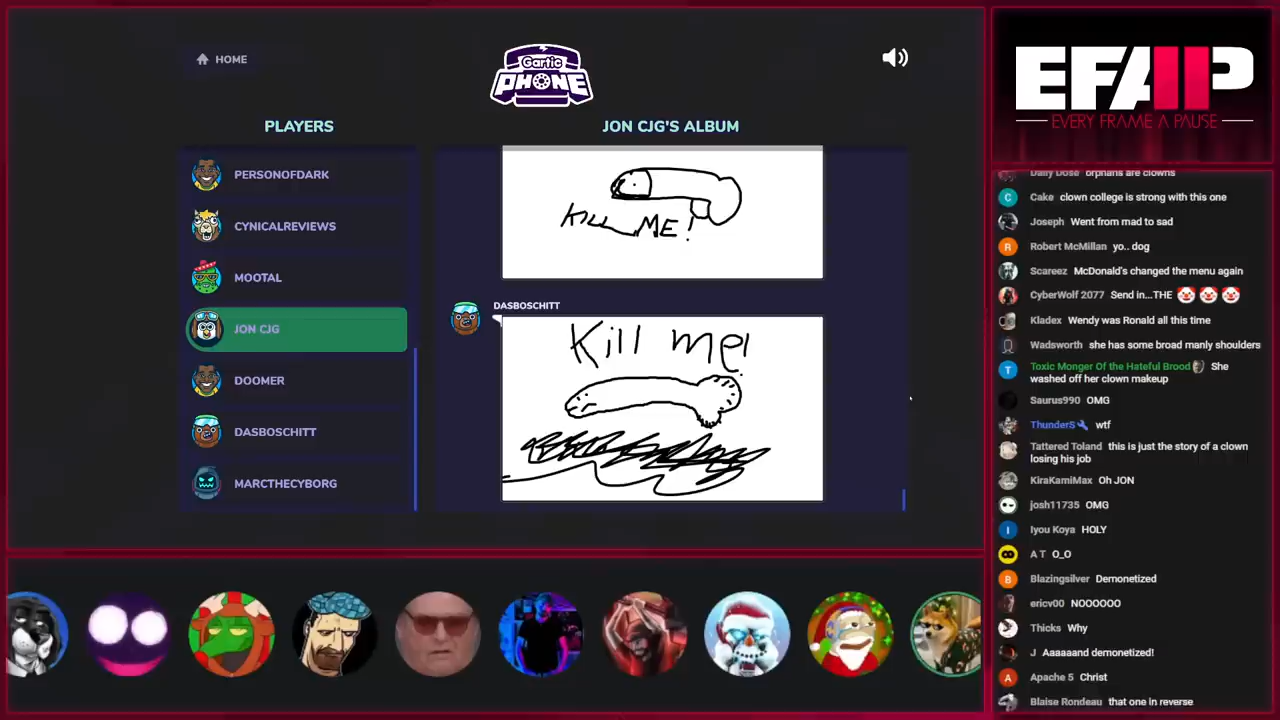 HOME
Gartic
PHONE
PLAYERS
PERSONOFDARK
CYNICALREVIEWS
MOOTAL
JON CJG
DOOMER
DASBOSCHITT
MARCTHECYBORG
JON CJG'S ALBUM
KILL ME!
DASBOSCHITT
Kill me!
EFAP
EVERY FRAME A PAUSE
Daily Dose orphans are clowns
C
Cake clown college is strong with this one
Joseph Went from mad to sad
R
Robert McMillan yo.. dog
Scareez McDonald's changed the menu again
CyberWolf 2077 Send in...THE 🤡 🤡 🤡
Kladex Wendy was Ronald all this time
Wadsworth she has some broad manly shoulders
T
Toxic Monger Of the Hateful Brood She
washed off her clown makeup
Saurus990 OMG
ThunderS wtf
Tattered Toland this is just the story of a clown
losing his job
KiraKamiMax Oh JON
josh11735 OMG
I
Iyou Koya HOLY
A T O_O
B
Blazingsilver Demonetized
ericv00 NOOOOO
Thicks Why
J Aaaaand demonetized!
A
Apache 5 Christ
Blaise Rondeau that one in reverse